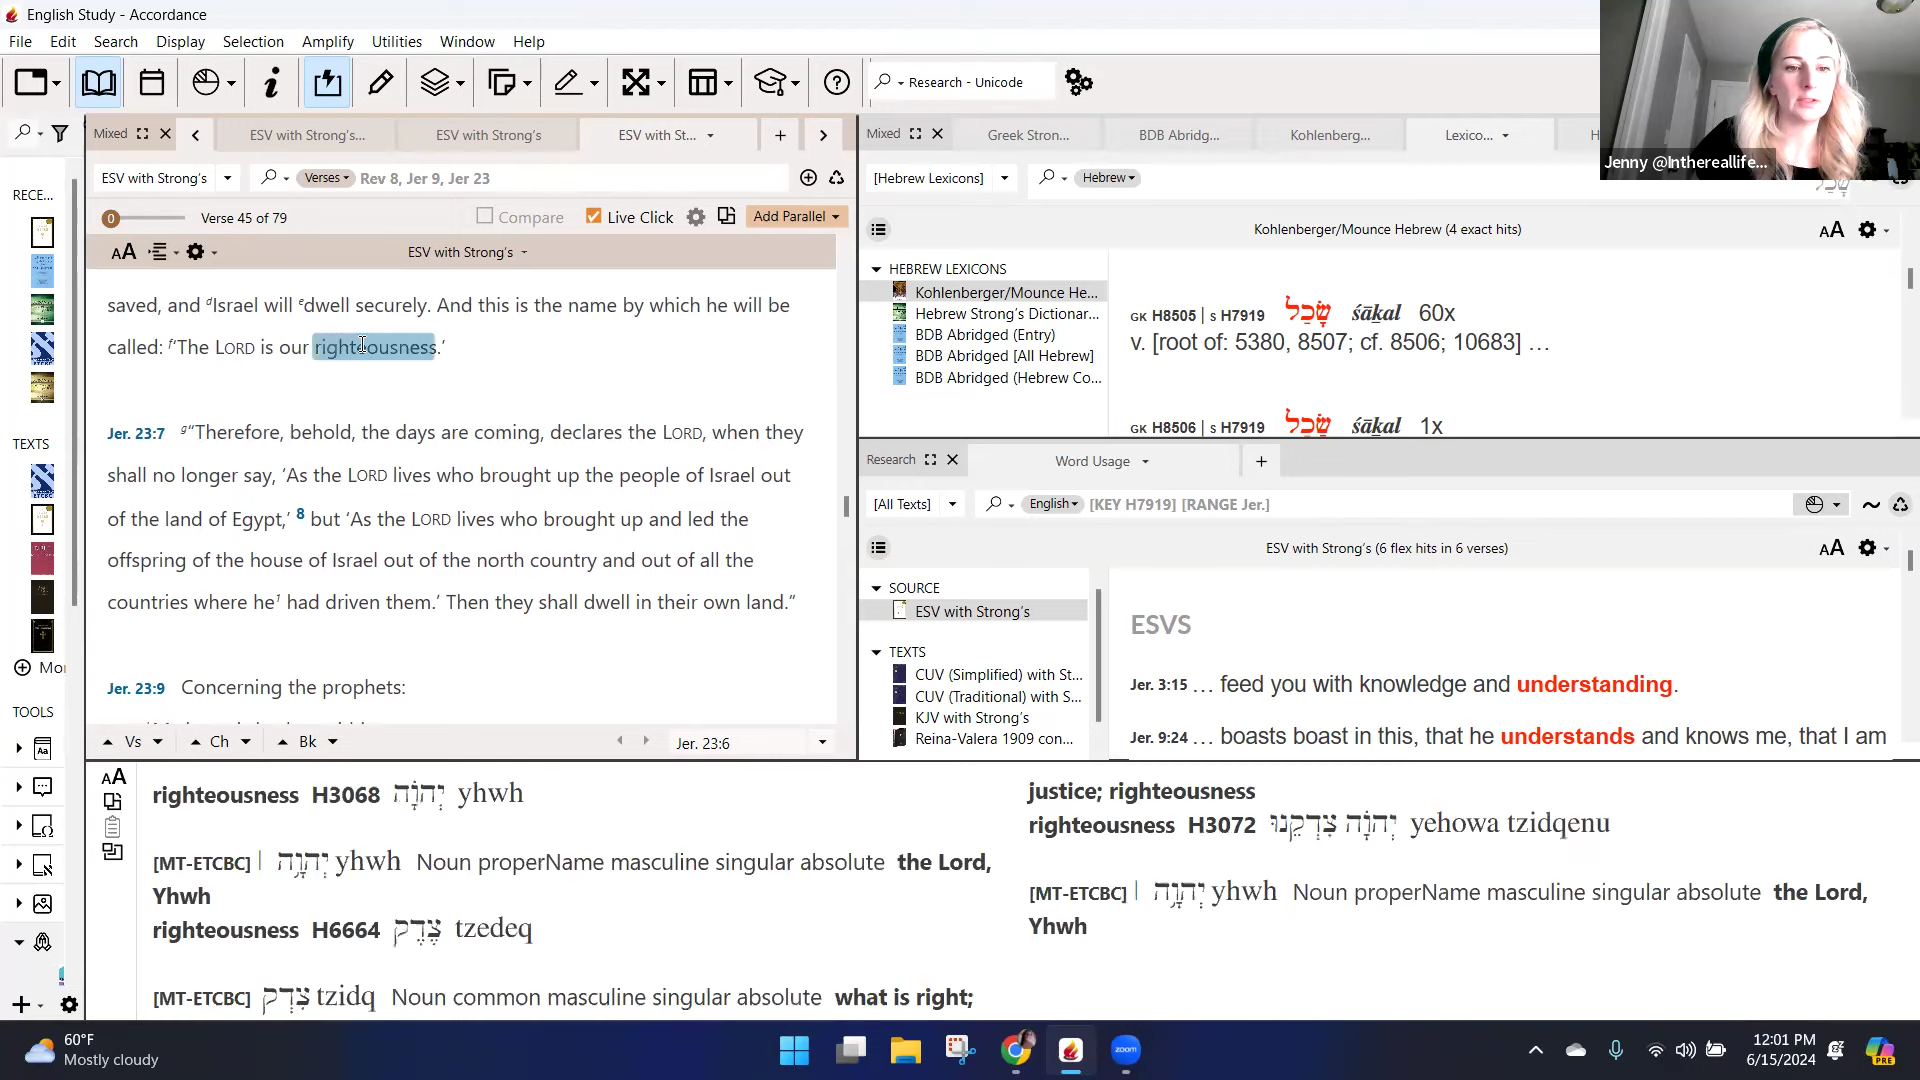 English Study - Accordance
File Edit Search Display Selection Amplify Utilities Window Help
Research - Unicode
Jenny @Inthereallife...
Mixed
ESV with Strong's...
ESV with Strong's
ESV with St...
ESV with Strong's
Verses
Rev 8, Jer 9, Jer 23
0
Verse 45 of 79
Compare
Live Click
Add Parallel
AA
ESV with Strong's
saved, and ᵈIsrael will ᵉdwell securely. And this is the name by which he will be
called: ᶠ‘The LORD is our righteousness.’
Jer. 23:7 ᵍ“Therefore, behold, the days are coming, declares the LORD, when they
shall no longer say, ‘As the LORD lives who brought up the people of Israel out
of the land of Egypt,’ 8 but ‘As the LORD lives who brought up and led the
offspring of the house of Israel out of the north country and out of all the
countries where he¹ had driven them.’ Then they shall dwell in their own land.”
Jer. 23:9 Concerning the prophets:
Vs Ch Bk
Jer. 23:6
RECE...
TEXTS
Mo
TOOLS
Mixed
Greek Stron...
BDB Abridg...
Kohlenberg...
Lexico...
[Hebrew Lexicons]
Hebrew
Kohlenberger/Mounce Hebrew (4 exact hits)
AA
HEBREW LEXICONS
Kohlenberger/Mounce He...
Hebrew Strong's Dictionar...
BDB Abridged (Entry)
BDB Abridged [All Hebrew]
BDB Abridged (Hebrew Co...
GK H8505 | S H7919 שָׂכַל śāḵal 60x
v. [root of: 5380, 8507; cf. 8506; 10683] …
GK H8506 | S H7919 שָׂכַל śāḵal 1x
Research
Word Usage
[All Texts]
English
[KEY H7919] [RANGE Jer.]
ESV with Strong's (6 flex hits in 6 verses)
AA
SOURCE
ESV with Strong's
TEXTS
CUV (Simplified) with St...
CUV (Traditional) with S...
KJV with Strong's
Reina-Valera 1909 con...
ESVS
Jer. 3:15 … feed you with knowledge and understanding.
Jer. 9:24 … boasts boast in this, that he understands and knows me, that I am
AA
righteousness H3068 יְהֹוָה yhwh
[MT-ETCBC] | יְהוָ֥ה yhwh Noun properName masculine singular absolute the Lord,
Yhwh
righteousness H6664 צֶדֶק tzedeq
[MT-ETCBC] צִדְק tzidq Noun common masculine singular absolute what is right;
justice; righteousness
righteousness H3072 יְהֹוָה צִדְקֵנוּ yehowa tzidqenu
[MT-ETCBC] | יְהוָ֥ה yhwh Noun properName masculine singular absolute the Lord,
Yhwh
60°F
Mostly cloudy
zoom
12:01 PM
6/15/2024
PRE